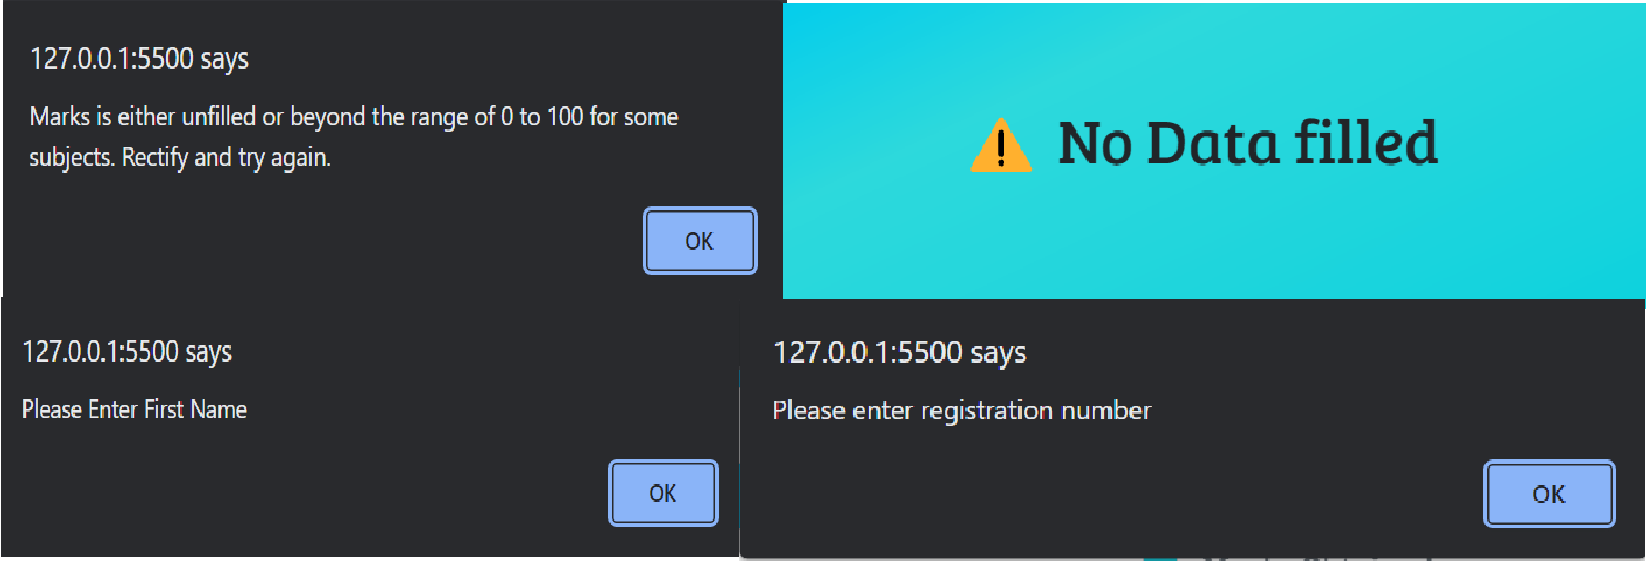 127.0.0.1:5500 says
Marks is either unfilled or beyond the range of 0 to 100 for some
subjects. Rectify and try again.
OK
No Data filled
127.0.0.1:5500 says
Please Enter First Name
OK
127.0.0.1:5500 says
Please enter registration number
OK